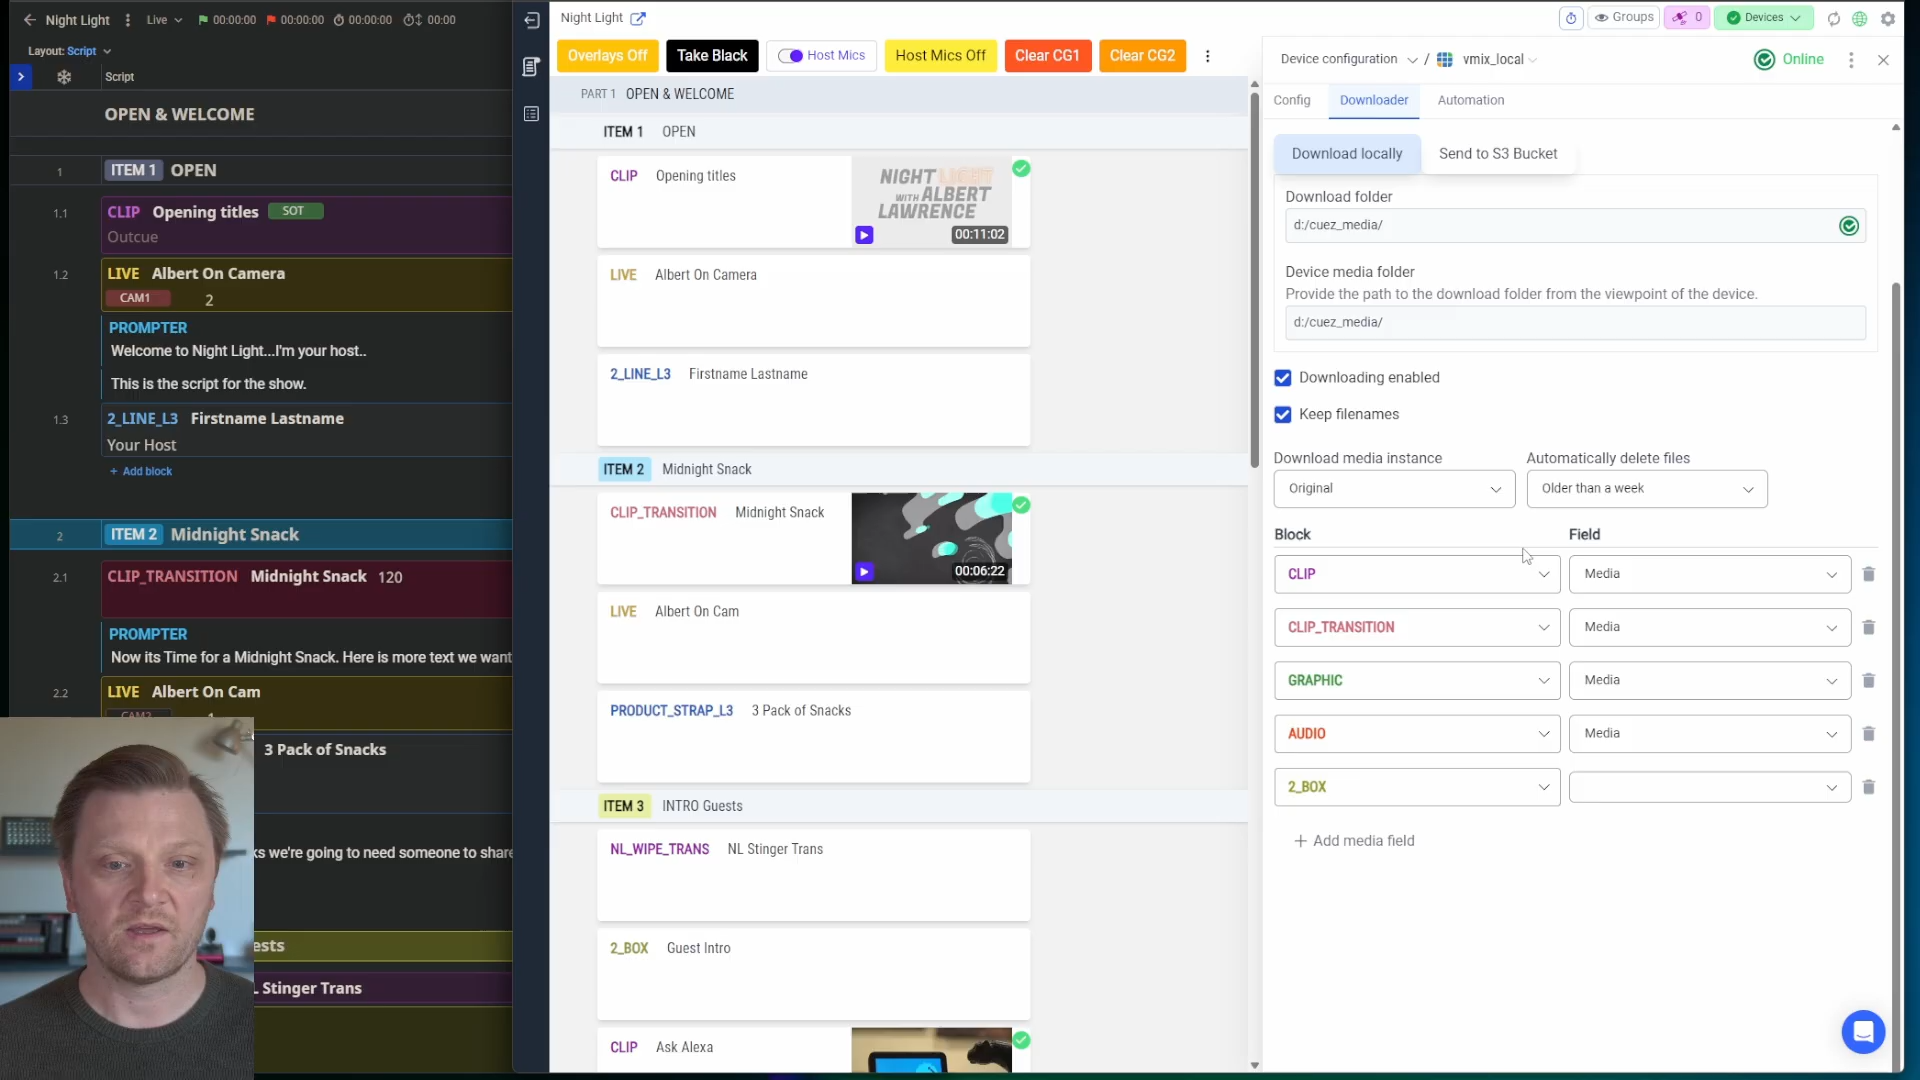 Night Light
Live
00:00:00
00:00:00
00:00:00
00:00
Layout: Script
Script
OPEN & WELCOME
1
ITEM 1 OPEN
1.1
CLIP Opening titles SOT
Outcue
1.2
LIVE Albert On Camera
CAM1 2
PROMPTER
Welcome to Night Light...I'm your host..
This is the script for the show.
1.3
2_LINE_L3 Firstname Lastname
Your Host
+ Add block
2
ITEM 2 Midnight Snack
2.1
CLIP_TRANSITION Midnight Snack 120
PROMPTER
Now its Time for a Midnight Snack. Here is more text we want
2.2
LIVE Albert On Cam
3 Pack of Snacks
ks we're going to need someone to share
ests
L Stinger Trans
Night Light
Groups
0
Devices
Overlays Off
Take Black
Host Mics
Host Mics Off
Clear CG1
Clear CG2
PART 1 OPEN & WELCOME
ITEM 1 OPEN
CLIP Opening titles
NIGHT LIGHT
WITH ALBERT
LAWRENCE
00:11:02
LIVE Albert On Camera
2_LINE_L3 Firstname Lastname
ITEM 2 Midnight Snack
CLIP_TRANSITION Midnight Snack
00:06:22
LIVE Albert On Cam
PRODUCT_STRAP_L3 3 Pack of Snacks
ITEM 3 INTRO Guests
NL_WIPE_TRANS NL Stinger Trans
2_BOX Guest Intro
CLIP Ask Alexa
Device configuration / vmix_local
Online
Config
Downloader
Automation
Download locally
Send to S3 Bucket
Download folder
d:/cuez_media/
Device media folder
Provide the path to the download folder from the viewpoint of the device.
d:/cuez_media/
Downloading enabled
Keep filenames
Download media instance
Automatically delete files
Original
Older than a week
Block
Field
CLIP
Media
CLIP_TRANSITION
Media
GRAPHIC
Media
AUDIO
Media
2_BOX
+ Add media field